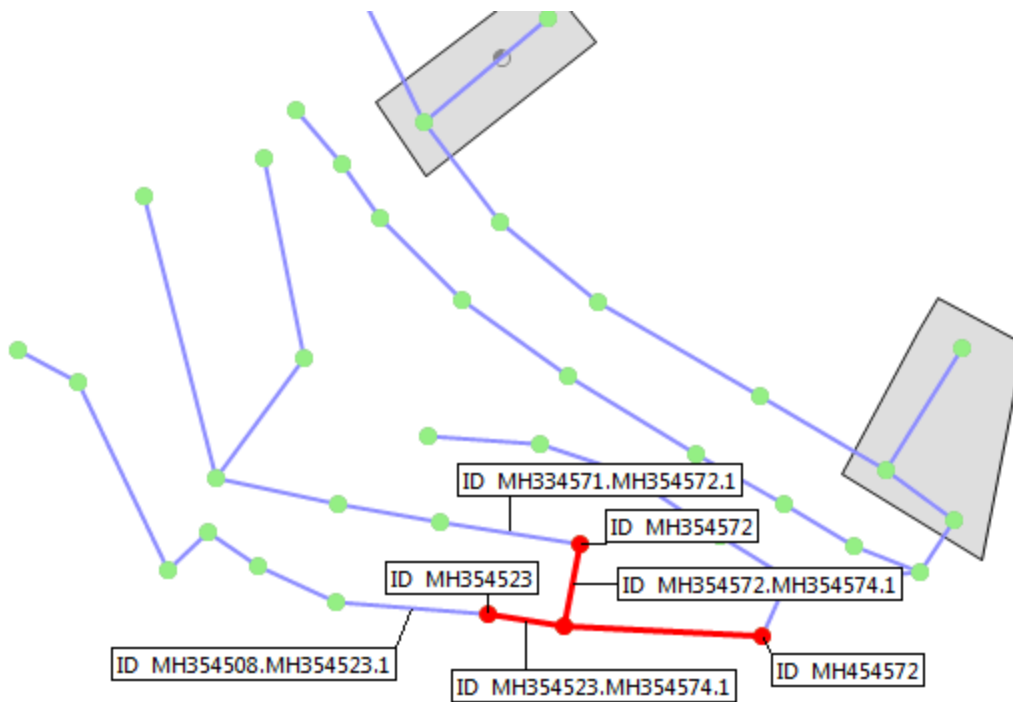 ID MH334571.MH354572.1
ID MH354572
ID MH354523
ID MH354572.MH354574.1
ID MH354508.MH354523.1
ID MH454572
ID MH354523.MH354574.1